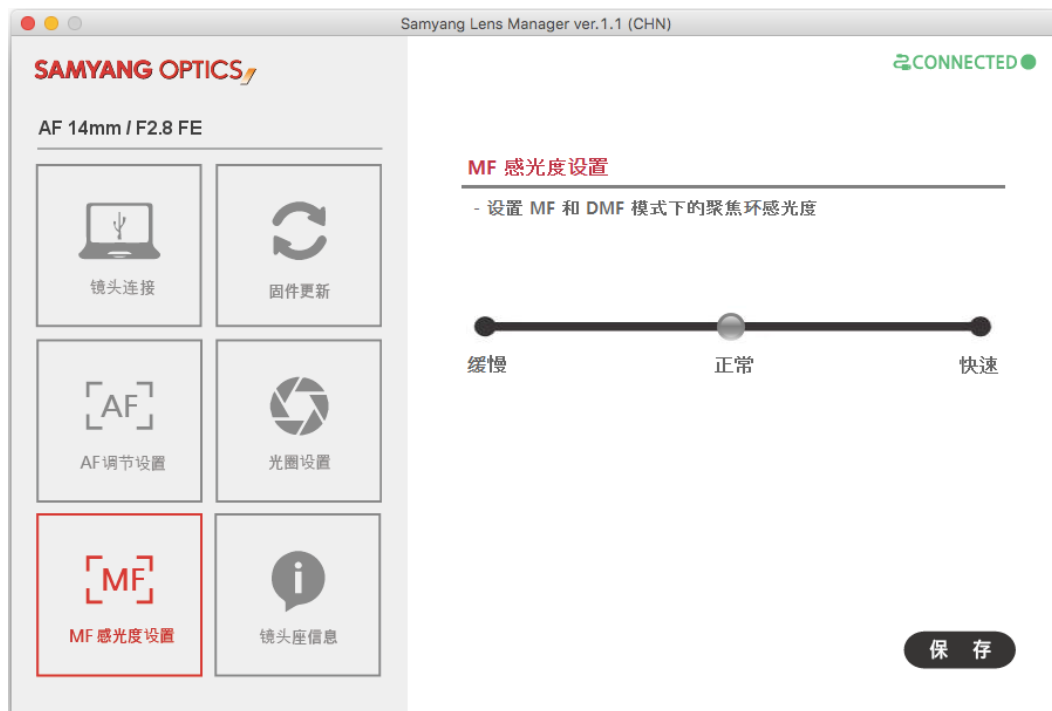 Samyang Lens Manager ver.1.1 (CHN)
SAMYANG OPTICS
CONNECTED
AF 14mm / F2.8 FE
镜头连接
固件更新
AF
AF调节设置
光圈设置
MF
MF 感光度设置
i
镜头座信息
MF 感光度设置
- 设置 MF 和 DMF 模式下的聚焦环感光度
缓慢
正常
快速
保 存